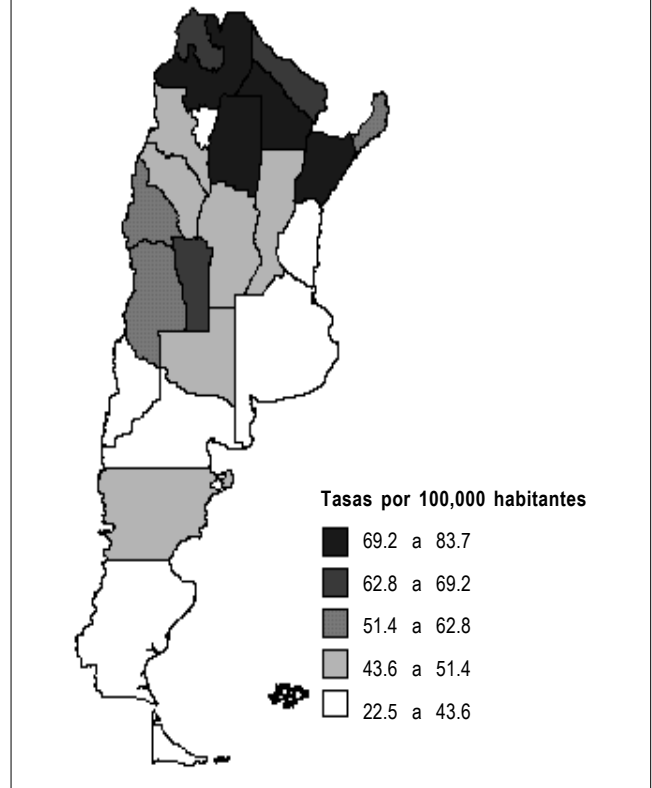 Tasas por 100,000 habitantes
69.2 a 83.7
62.8 a 69.2
51.4 a 62.8
43.6 a 51.4
22.5 a 43.6